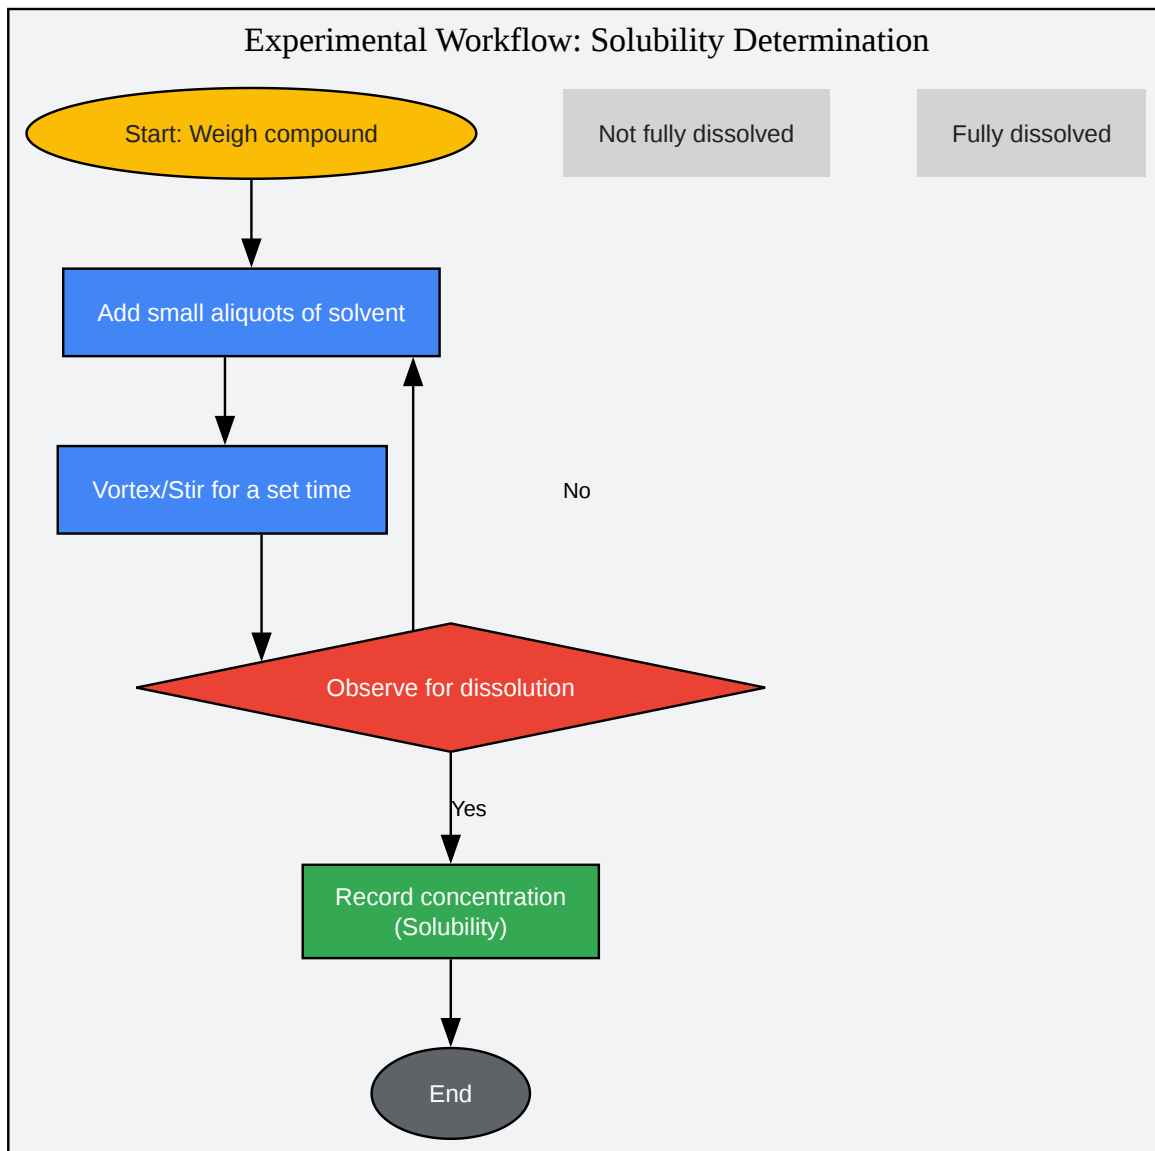 Experimental Workflow: Solubility Determination
Start: Weigh compound
Not fully dissolved
Fully dissolved
Add small aliquots of solvent
Vortex/Stir for a set time
No
Observe for dissolution
Yes
Record concentration
(Solubility)
End